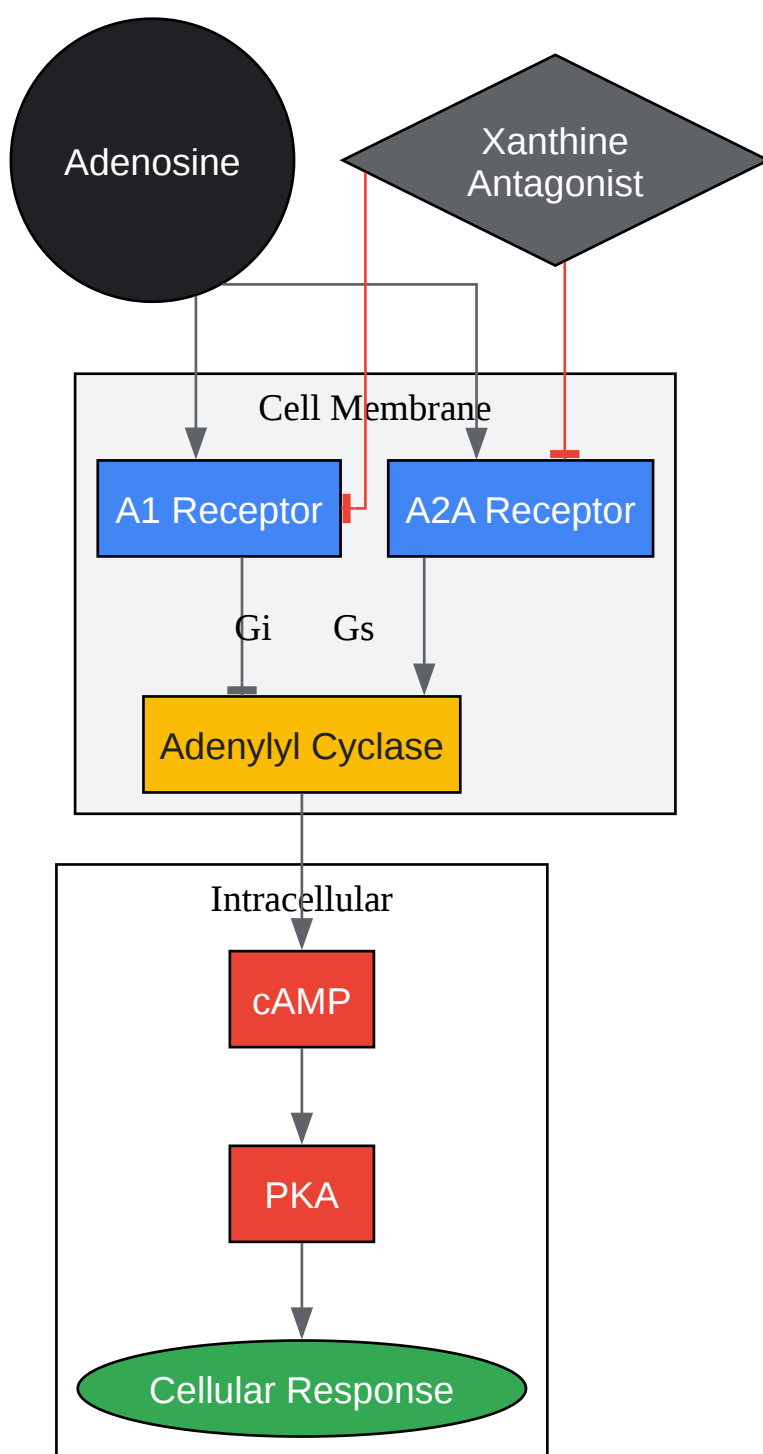 Adenosine
Xanthine
Antagonist
Cell Membrane
A1 Receptor
A2A Receptor
Gi
Gs
Adenylyl Cyclase
Intracellular
cAMP
PKA
Cellular Response